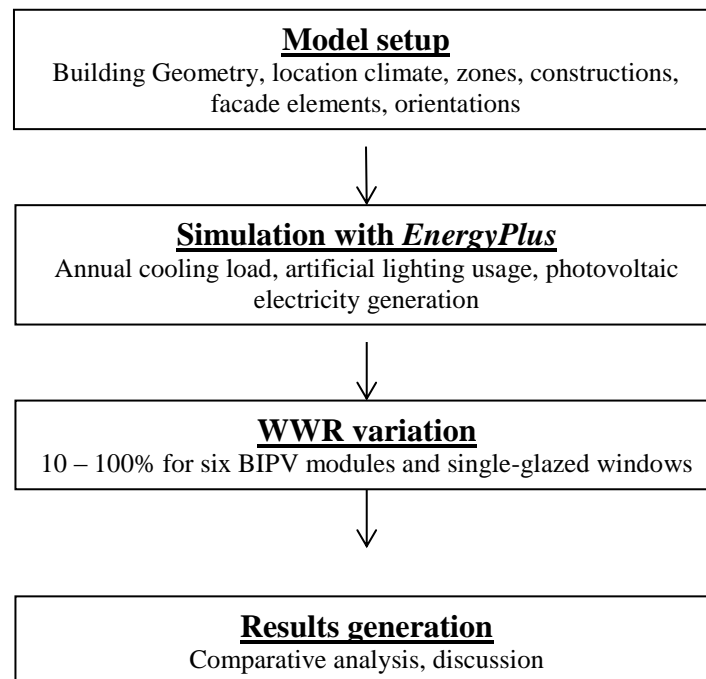 Model setup
Building Geometry, location climate, zones, constructions,
facade elements, orientations
Simulation with EnergyPlus
Annual cooling load, artificial lighting usage, photovoltaic
electricity generation
WWR variation
10 – 100% for six BIPV modules and single-glazed windows
Results generation
Comparative analysis, discussion